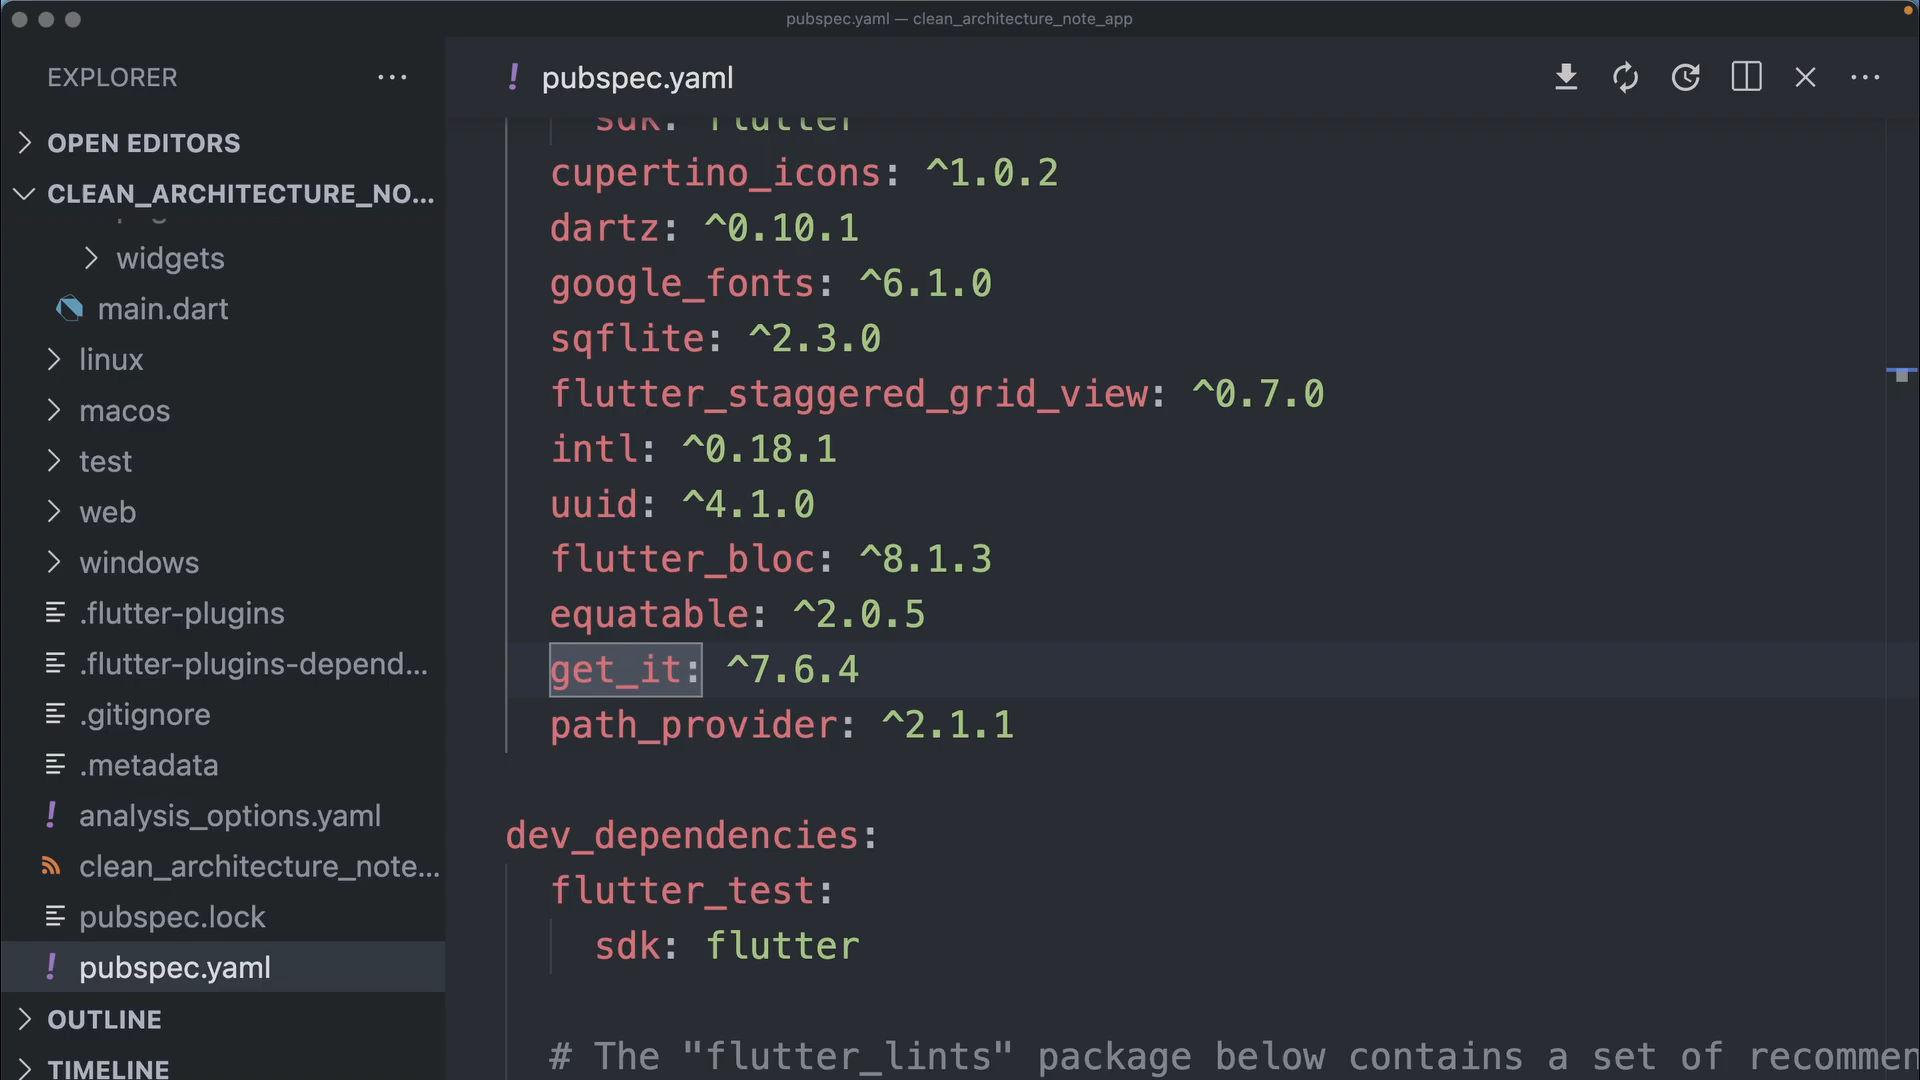 pubspec.yaml — clean_architecture_note_app
EXPLORER
OPEN EDITORS
CLEAN_ARCHITECTURE_NO...
widgets
main.dart
linux
macos
test
web
windows
.flutter-plugins
.flutter-plugins-depend...
.gitignore
.metadata
! analysis_options.yaml
clean_architecture_note...
pubspec.lock
! pubspec.yaml
OUTLINE
TIMELINE
! pubspec.yaml
sdk: flutter
cupertino_icons: ^1.0.2
dartz: ^0.10.1
google_fonts: ^6.1.0
sqflite: ^2.3.0
flutter_staggered_grid_view: ^0.7.0
intl: ^0.18.1
uuid: ^4.1.0
flutter_bloc: ^8.1.3
equatable: ^2.0.5
get_it: ^7.6.4
path_provider: ^2.1.1
dev_dependencies:
flutter_test:
sdk: flutter
# The "flutter_lints" package below contains a set of recommen